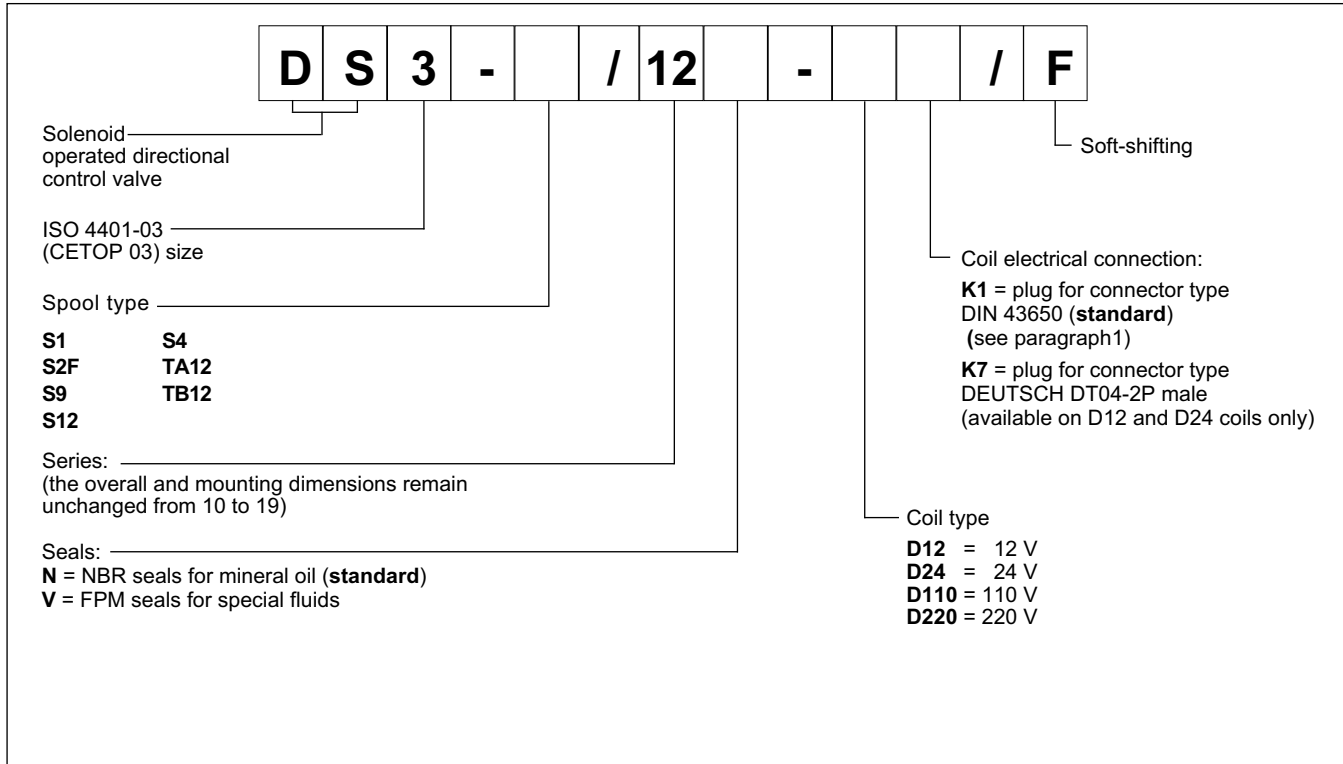 D S 3 - / 12 - / F
Solenoid
operated directional
control valve
ISO 4401-03
(CETOP 03) size
Spool type
S1 S4
S2F TA12
S9 TB12
S12
Series:
(the overall and mounting dimensions remain
unchanged from 10 to 19)
Seals:
N = NBR seals for mineral oil (standard)
V = FPM seals for special fluids
Soft-shifting
Coil electrical connection:
K1 = plug for connector type
DIN 43650 (standard)
(see paragraph1)
K7 = plug for connector type
DEUTSCH DT04-2P male
(available on D12 and D24 coils only)
Coil type
D12 = 12 V
D24 = 24 V
D110 = 110 V
D220 = 220 V